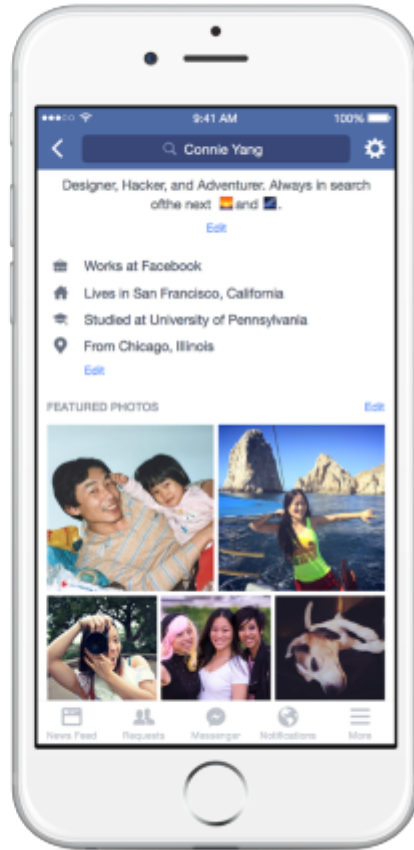 9:41 AM
100%
Connie Yang
Designer, Hacker, and Adventurer. Always in search
ofthe next 🌅 and 🌌.
Edit
Works at Facebook
Lives in San Francisco, California
Studied at University of Pennsylvania
From Chicago, Illinois
Edit
FEATURED PHOTOS
Edit
News Feed
Requests
Messenger
Notifications
More